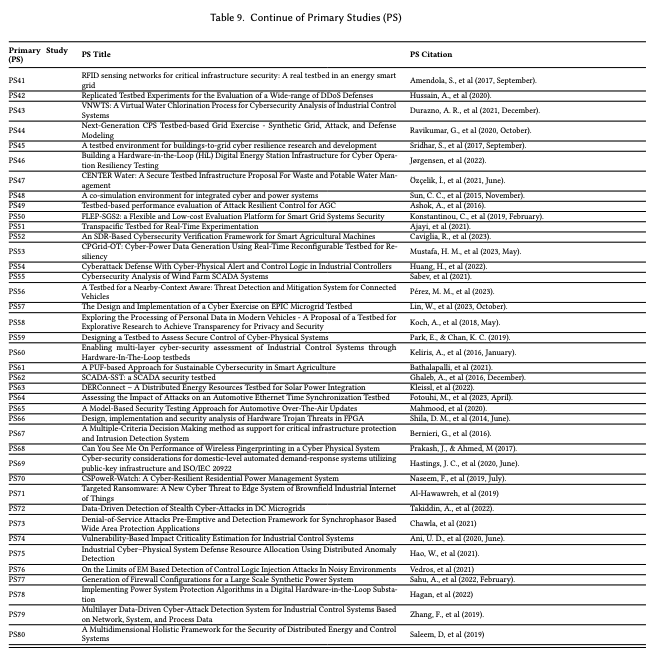 Table 9. Continue of Primary Studies (PS)
Primary Study (PS) PS Title PS Citation
PS41 RFID sensing networks for critical infrastructure security: A real testbed in an energy smart grid Amendola, S., et al (2017, September).
PS42 Replicated Testbed Experiments for the Evaluation of a Wide-range of DDoS Defenses Hussain, A., et al (2020).
PS43 VNWTS: A Virtual Water Chlorination Process for Cybersecurity Analysis of Industrial Control Systems Durazno, A. R., et al (2021, December).
PS44 Next-Generation CPS Testbed-based Grid Exercise - Synthetic Grid, Attack, and Defense Modeling Ravikumar, G., et al (2020, October).
PS45 A testbed environment for buildings-to-grid cyber resilience research and development Sridhar, S., et al (2017, September).
PS46 Building a Hardware-in-the-Loop (HiL) Digital Energy Station Infrastructure for Cyber Operation Resiliency Testing Jørgensen, et al (2022).
PS47 CENTER Water: A Secure Testbed Infrastructure Proposal For Waste and Potable Water Management Ozçelik, İ., et al (2021, June).
PS48 A co-simulation environment for integrated cyber and power systems Sun, C. C., et al (2015, November).
PS49 Testbed-based performance evaluation of Attack Resilient Control for AGC Ashok, A., et al (2016).
PS50 FLEP-SGS2: a Flexible and Low-cost Evaluation Platform for Smart Grid Systems Security Konstantinou, C., et al (2019, February).
PS51 Transpacific Testbed for Real-Time Experimentation Ajayi, et al (2021).
PS52 An SDR-Based Cybersecurity Verification Framework for Smart Agricultural Machines Caviglia, R., et al (2023).
PS53 CPGrid-OT: Cyber-Power Data Generation Using Real-Time Reconfigurable Testbed for Resiliency Mustafa, H. M., et al (2023, May).
PS54 Cyberattack Defense With Cyber-Physical Alert and Control Logic in Industrial Controllers Huang, H., et al (2022).
PS55 Cybersecurity Analysis of Wind Farm SCADA Systems Sabev, et al (2021).
PS56 A Testbed for a Nearby-Context Aware: Threat Detection and Mitigation System for Connected Vehicles Pérez, M. M., et al (2023).
PS57 The Design and Implementation of a Cyber Exercise on EPIC Microgrid Testbed Lin, W., et al (2023, October).
PS58 Exploring the Processing of Personal Data in Modern Vehicles - A Proposal of a Testbed for Explorative Research to Achieve Transparency for Privacy and Security Koch, A., et al (2018, May).
PS59 Designing a Testbed to Assess Secure Control of Cyber-Physical Systems Park, E., & Chan, K. C. (2019).
PS60 Enabling multi-layer cyber-security assessment of Industrial Control Systems through Hardware-In-The-Loop testbeds Keliris, A., et al (2016, January).
PS61 A PUF-based Approach for Sustainable Cybersecurity in Smart Agriculture Bathalapalli, et al (2021).
PS62 SCADA-SST: a SCADA security testbed Ghaleb, A., et al (2016, December).
PS63 DERConnect – A Distributed Energy Resources Testbed for Solar Power Integration Kleissl, et al (2022).
PS64 Assessing the Impact of Attacks on an Automotive Ethernet Time Synchronization Testbed Fotouhi, M., et al (2023, April).
PS65 A Model-Based Security Testing Approach for Automotive Over-The-Air Updates Mahmood, et al (2020).
PS66 Design, implementation and security analysis of Hardware Trojan Threats in FPGA Shila, D. M., et al (2014, June).
PS67 A Multiple-Criteria Decision Making method as support for critical infrastructure protection and Intrusion Detection System Bernieri, G., et al (2016).
PS68 Can You See Me On Performance of Wireless Fingerprinting in a Cyber Physical System Prakash, J., & Ahmed, M (2017).
PS69 Cyber-security considerations for domestic-level automated demand-response systems utilizing public-key infrastructure and ISO/IEC 20922 Hastings, J. C., et al (2020, June).
PS70 CSPoweR-Watch: A Cyber-Resilient Residential Power Management System Naseem, F., et al (2019, July).
PS71 Targeted Ransomware: A New Cyber Threat to Edge System of Brownfield Industrial Internet of Things Al-Hawawreh, et al (2019)
PS72 Data-Driven Detection of Stealth Cyber-Attacks in DC Microgrids Takiddin, A., et al (2022).
PS73 Denial-of-Service Attacks Pre-Emptive and Detection Framework for Synchrophasor Based Wide Area Protection Applications Chawla, et al (2021)
PS74 Vulnerability-Based Impact Criticality Estimation for Industrial Control Systems Ani, U. D., et al (2020, June).
PS75 Industrial Cyber–Physical System Defense Resource Allocation Using Distributed Anomaly Detection Hao, W., et al (2021).
PS76 On the Limits of EM Based Detection of Control Logic Injection Attacks In Noisy Environments Vedros, et al (2021)
PS77 Generation of Firewall Configurations for a Large Scale Synthetic Power System Sahu, A., et al (2022, February).
PS78 Implementing Power System Protection Algorithms in a Digital Hardware-in-the-Loop Substation Hagan, et al (2022)
PS79 Multilayer Data-Driven Cyber-Attack Detection System for Industrial Control Systems Based on Network, System, and Process Data Zhang, F., et al (2019).
PS80 A Multidimensional Holistic Framework for the Security of Distributed Energy and Control Systems Saleem, D, et al (2019)